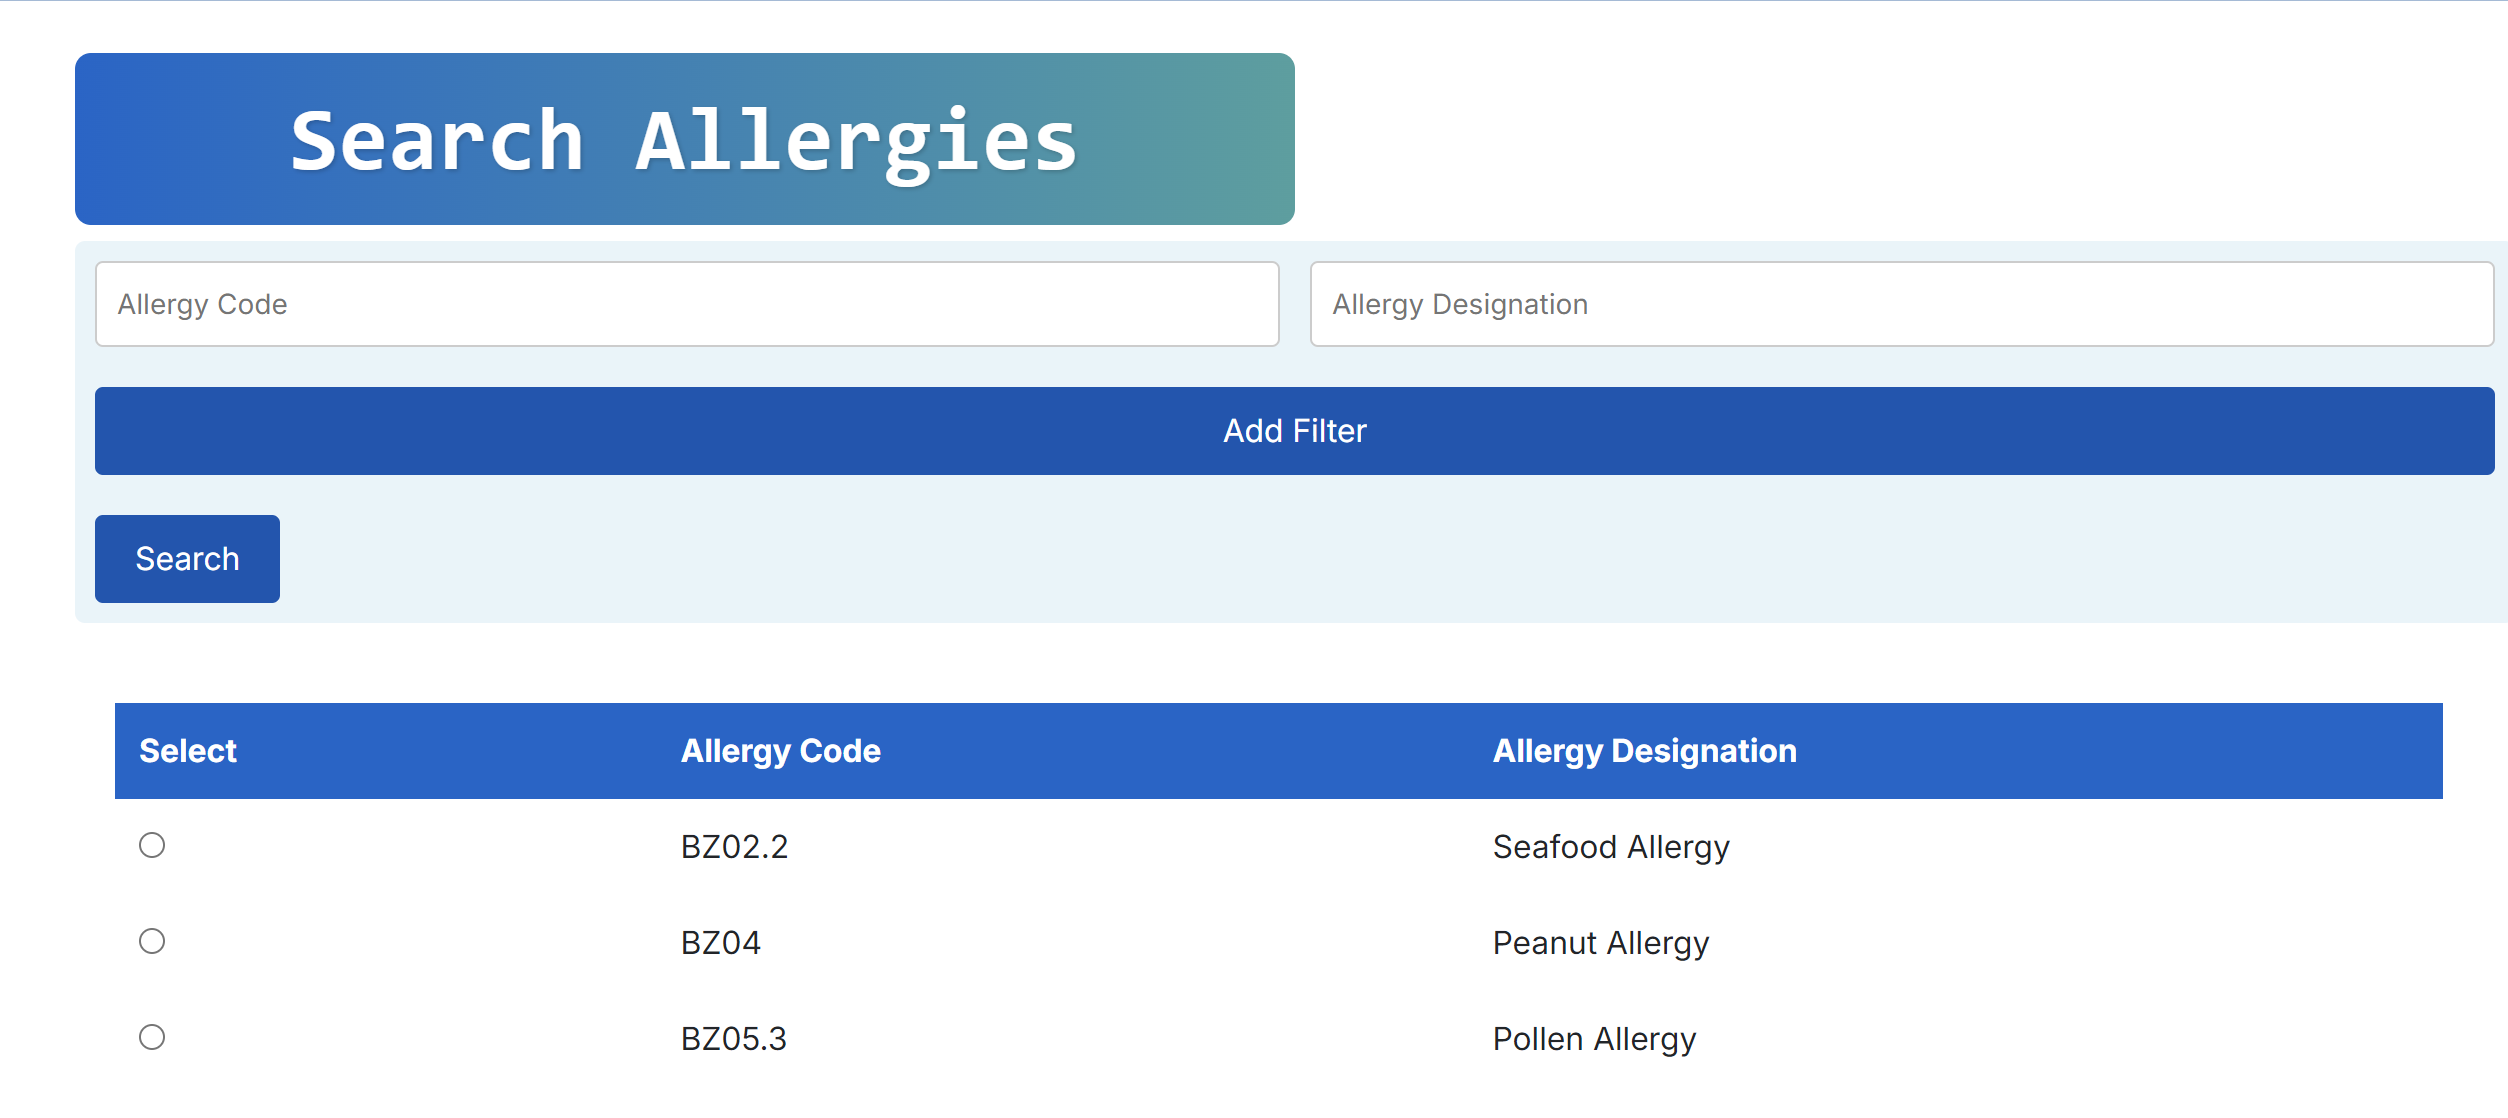 Search Allergies
Allergy Code Allergy Designation
Add Filter
Search
Select Allergy Code Allergy Designation
BZ02.2 Seafood Allergy
BZ04 Peanut Allergy
BZ05.3 Pollen Allergy